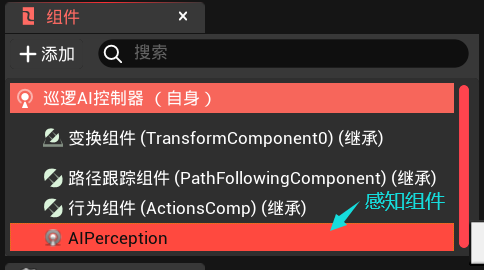 组件
添加
搜索
巡逻AI控制器 （自身）
变换组件 (TransformComponent0) (继承)
路径跟踪组件 (PathFollowingComponent) (继承)
行为组件 (ActionsComp) (继承)
感知组件
AIPerception